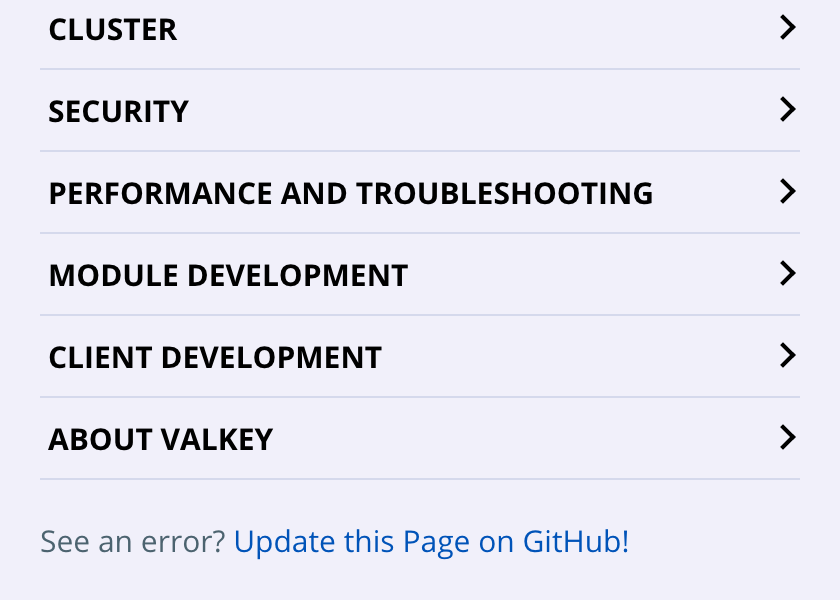 CLUSTER
SECURITY
PERFORMANCE AND TROUBLESHOOTING
MODULE DEVELOPMENT
CLIENT DEVELOPMENT
ABOUT VALKEY
See an error? Update this Page on GitHub!